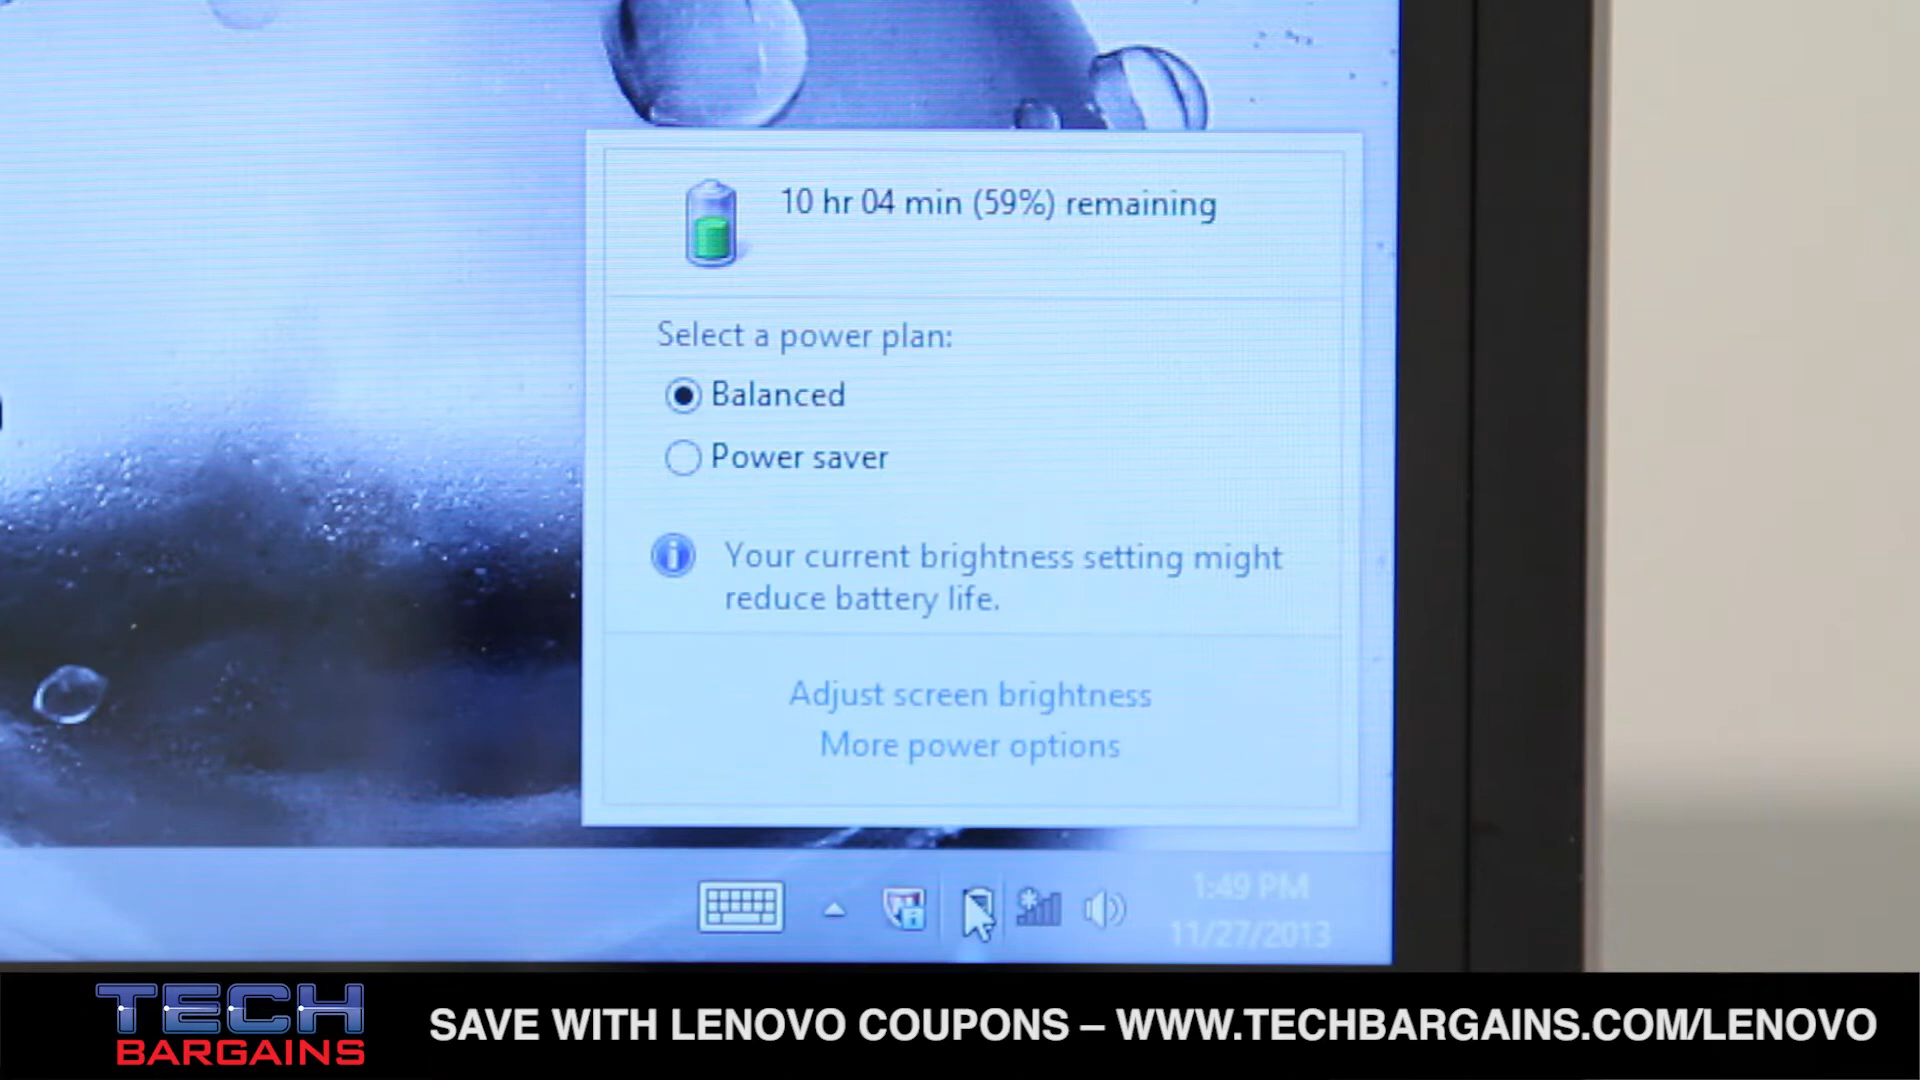 10 hr 04 min (59%) remaining
Select a power plan:
Balanced
Power saver
Your current brightness setting might
reduce battery life.
Adjust screen brightness
More power options
1:49 PM
11/27/2013
TECH
BARGAINS
SAVE WITH LENOVO COUPONS – WWW.TECHBARGAINS.COM/LENOVO